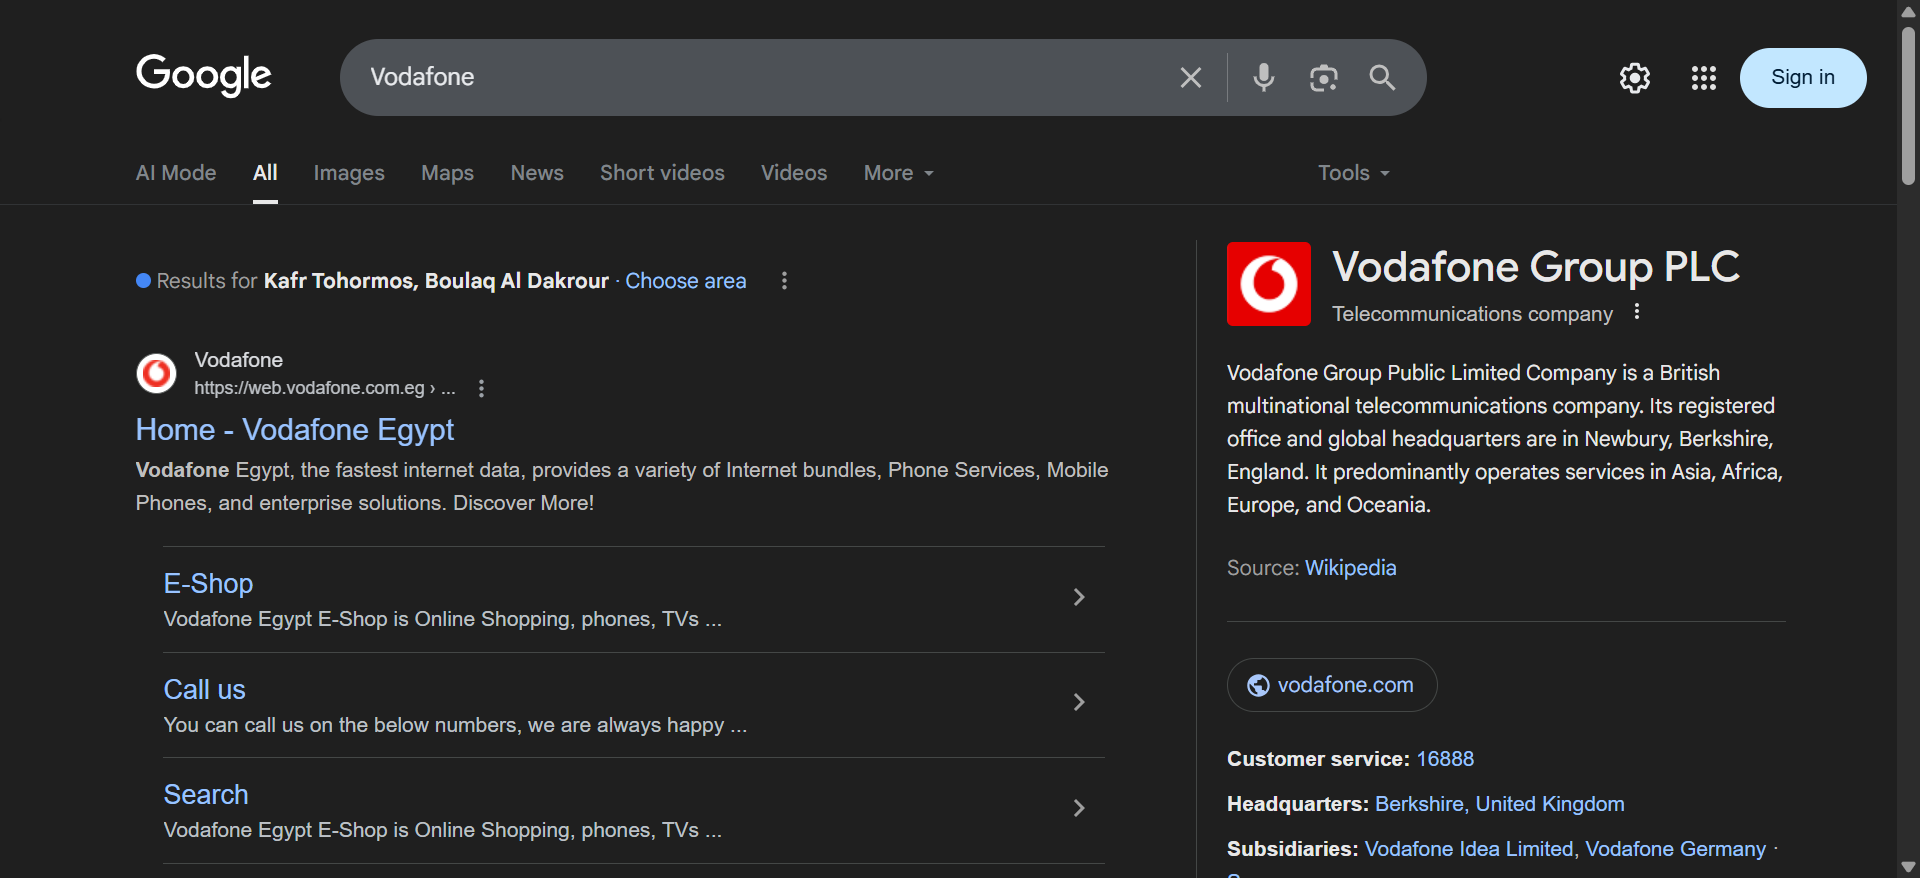 Google
Vodafone
Sign in
AI Mode
All
Images
Maps
News
Short videos
Videos
More
Tools
Results for Kafr Tohormos, Boulaq Al Dakrour · Choose area
Vodafone
https://web.vodafone.com.eg › ...
Home - Vodafone Egypt
Vodafone Egypt, the fastest internet data, provides a variety of Internet bundles, Phone Services, Mobile
Phones, and enterprise solutions. Discover More!
E-Shop
Vodafone Egypt E-Shop is Online Shopping, phones, TVs ...
Call us
You can call us on the below numbers, we are always happy ...
Search
Vodafone Egypt E-Shop is Online Shopping, phones, TVs ...
Vodafone Group PLC
Telecommunications company
Vodafone Group Public Limited Company is a British
multinational telecommunications company. Its registered
office and global headquarters are in Newbury, Berkshire,
England. It predominantly operates services in Asia, Africa,
Europe, and Oceania.
Source: Wikipedia
vodafone.com
Customer service: 16888
Headquarters: Berkshire, United Kingdom
Subsidiaries: Vodafone Idea Limited, Vodafone Germany ·